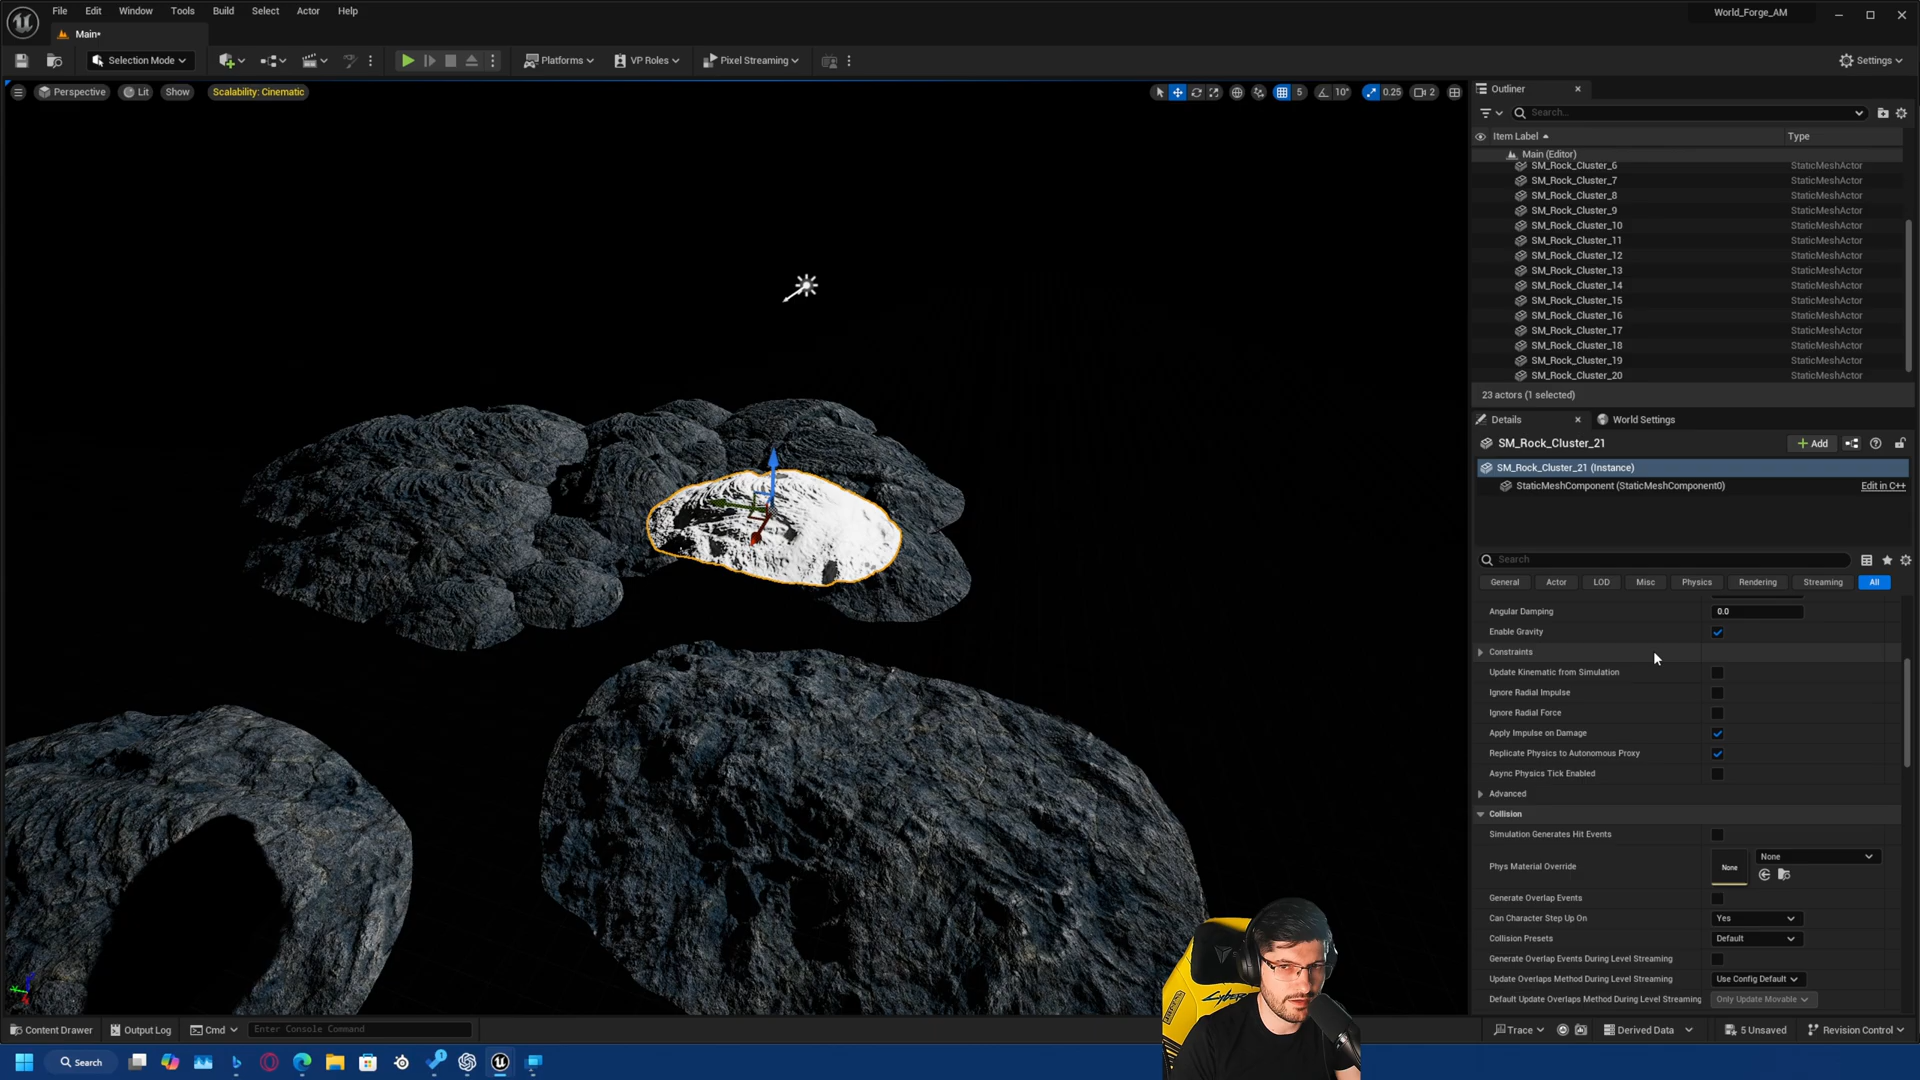 File Edit Window Tools Build Select Actor Help
World_Forge_AM
Main•
Selection Mode
Platforms
VP Roles
Pixel Streaming
Settings
Perspective
Lit
Show
Scalability: Cinematic
5
10°
0.25
2
Outliner
Search...
Item Label
Type
Main (Editor)
SM_Rock_Cluster_6 StaticMeshActor
SM_Rock_Cluster_7 StaticMeshActor
SM_Rock_Cluster_8 StaticMeshActor
SM_Rock_Cluster_9 StaticMeshActor
SM_Rock_Cluster_10 StaticMeshActor
SM_Rock_Cluster_11 StaticMeshActor
SM_Rock_Cluster_12 StaticMeshActor
SM_Rock_Cluster_13 StaticMeshActor
SM_Rock_Cluster_14 StaticMeshActor
SM_Rock_Cluster_15 StaticMeshActor
SM_Rock_Cluster_16 StaticMeshActor
SM_Rock_Cluster_17 StaticMeshActor
SM_Rock_Cluster_18 StaticMeshActor
SM_Rock_Cluster_19 StaticMeshActor
SM_Rock_Cluster_20 StaticMeshActor
23 actors (1 selected)
Details
World Settings
SM_Rock_Cluster_21
Add
SM_Rock_Cluster_21 (Instance)
StaticMeshComponent (StaticMeshComponent0) Edit in C++
Search
General Actor LOD Misc Physics Rendering Streaming All
Angular Damping 0.0
Enable Gravity
Constraints
Update Kinematic from Simulation
Ignore Radial Impulse
Ignore Radial Force
Apply Impulse on Damage
Replicate Physics to Autonomous Proxy
Async Physics Tick Enabled
Advanced
Collision
Simulation Generates Hit Events
Phys Material Override None None
Generate Overlap Events
Can Character Step Up On Yes
Collision Presets Default
Generate Overlap Events During Level Streaming
Update Overlaps Method During Level Streaming Use Config Default
Default Update Overlaps Method During Level Streaming Only Update Movable
Content Drawer
Output Log
Cmd
Enter Console Command
Trace
Derived Data
5 Unsaved
Revision Control
Search